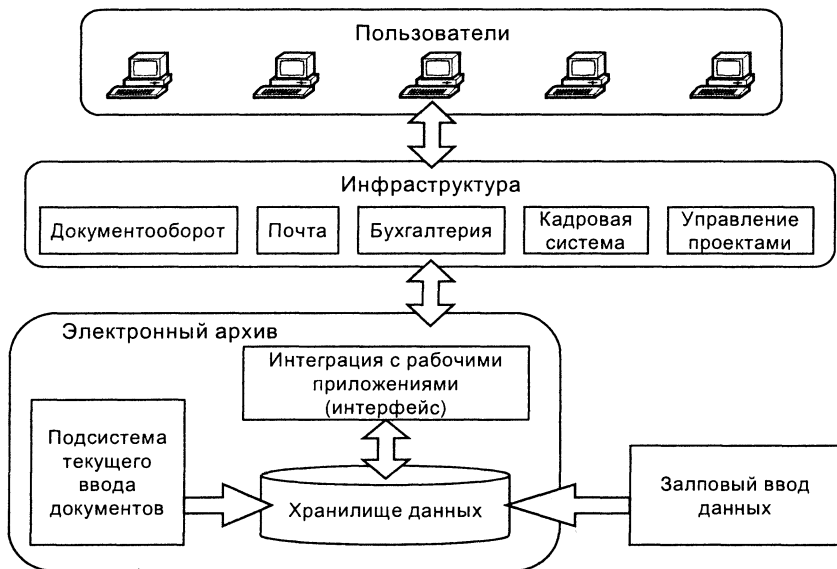 Пользователи
Инфраструктура
Документооборот
Почта
Бухгалтерия
Кадровая
система
Управление
проектами
Электронный архив
Интеграция с рабочими
приложениями
(интерфейс)
Подсистема
текущего
ввода
документов
Хранилище данных
Залповый ввод
данных